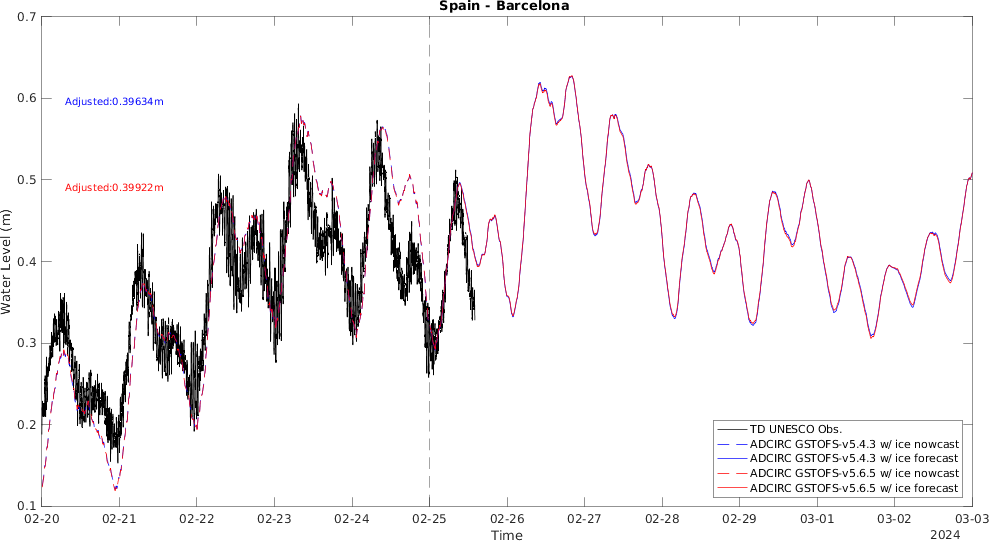 Spain - Barcelona
0.7
0.6
0.5
0.4
0.3
0.2
0.1
Water Level (m)
Adjusted:0.39634m
Adjusted:0.39922m
TD UNESCO Obs.
ADCIRC GSTOFS-v5.4.3 w/ ice nowcast
ADCIRC GSTOFS-v5.4.3 w/ ice forecast
ADCIRC GSTOFS-v5.6.5 w/ ice nowcast
ADCIRC GSTOFS-v5.6.5 w/ ice forecast
02-20 02-21 02-22 02-23 02-24 02-25 02-26 02-27 02-28 02-29 03-01 03-02 03-03
Time
2024